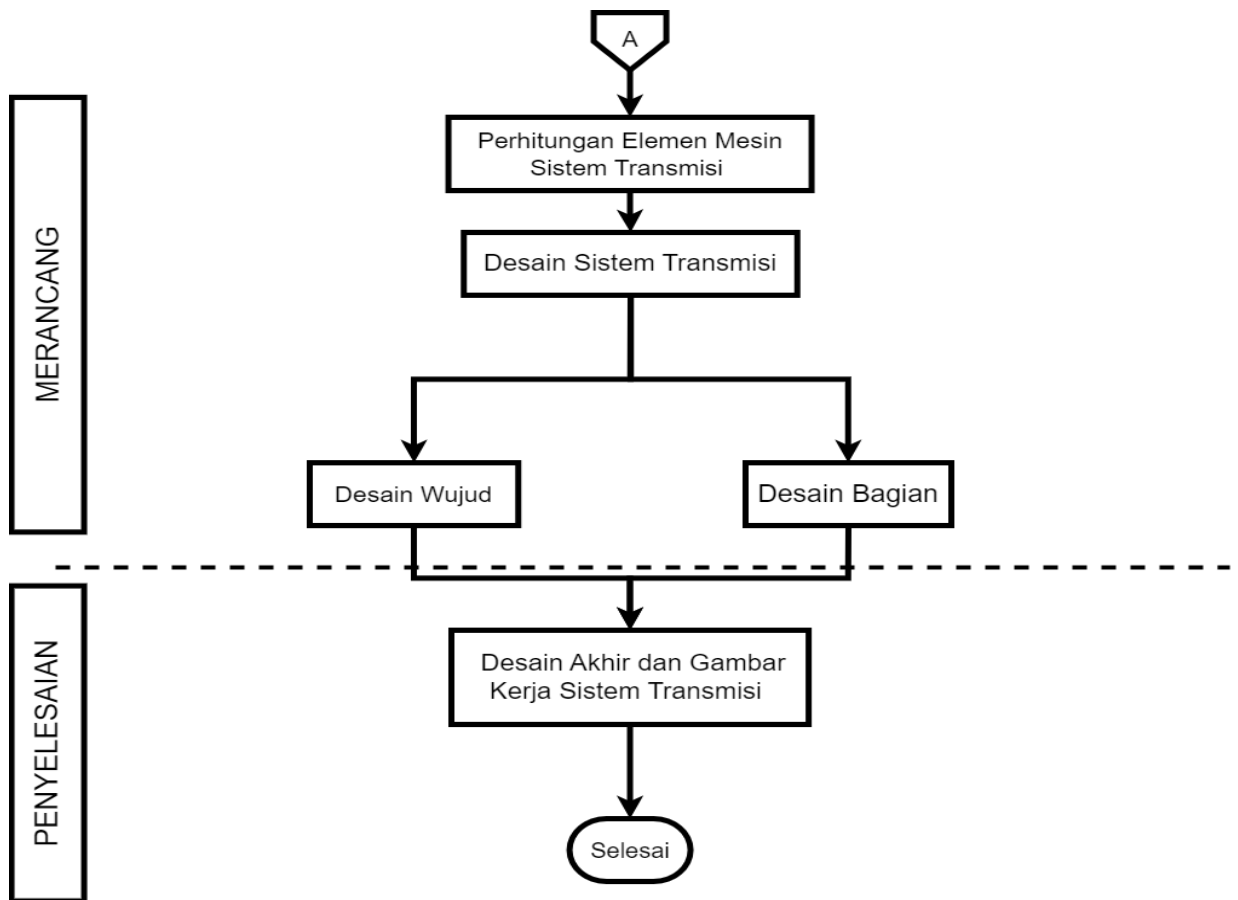 A
MERANCANG
Perhitungan Elemen Mesin
Sistem Transmisi
Desain Sistem Transmisi
Desain Wujud
Desain Bagian
PENYELESAIAN
Desain Akhir dan Gambar
Kerja Sistem Transmisi
Selesai